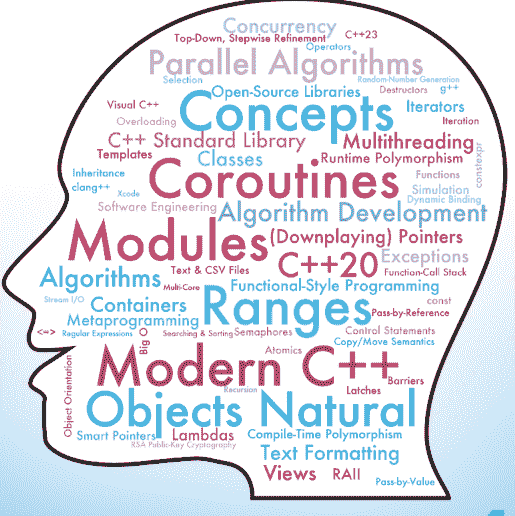 Concurrency
Top-Down, Stepwise Refinement
C++23
Operators
Parallel Algorithms
Selection
Random-Number Generation
Open-Source Libraries
Destructors
g++
Visual C++
Concepts
Iterators
Overloading
Iteration
C++ Standard Library
Multithreading
Templates
Classes
Runtime Polymorphism
constexpr
Inheritance
Coroutines
Functions
clang++
Xcode
Simulation
Dynamic Binding
Software Engineering
Algorithm Development
Modules
(Downplaying) Pointers
C++20
Exceptions
Algorithms
Text & CSV Files
Function-Call Stack
Multi-Core
Functional-Style Programming
Stream I/O
Containers
Ranges
const
Pass-by-Reference
Metaprogramming
<=>
Regular Expressions
Big O
Searching & Sorting
Semaphores
Control Statements
Copy/Move Semantics
Object Orientation
Modern C++
Atomics
Barriers
Recursion
Latches
Objects Natural
Smart Pointers
Lambdas
Compile-Time Polymorphism
RSA Public-Key Cryptography
Text Formatting
Views
RAII
Pass-by-Value